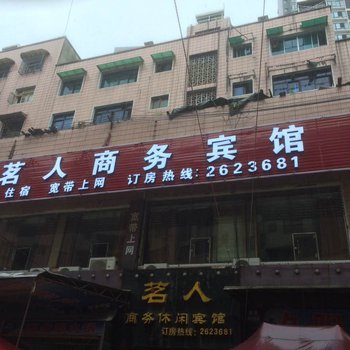 茗人商务宾馆
住宿 宽带上网 订房热线:2623681
宽带上网
茗人
商务休闲宾馆
订房热线:2623681